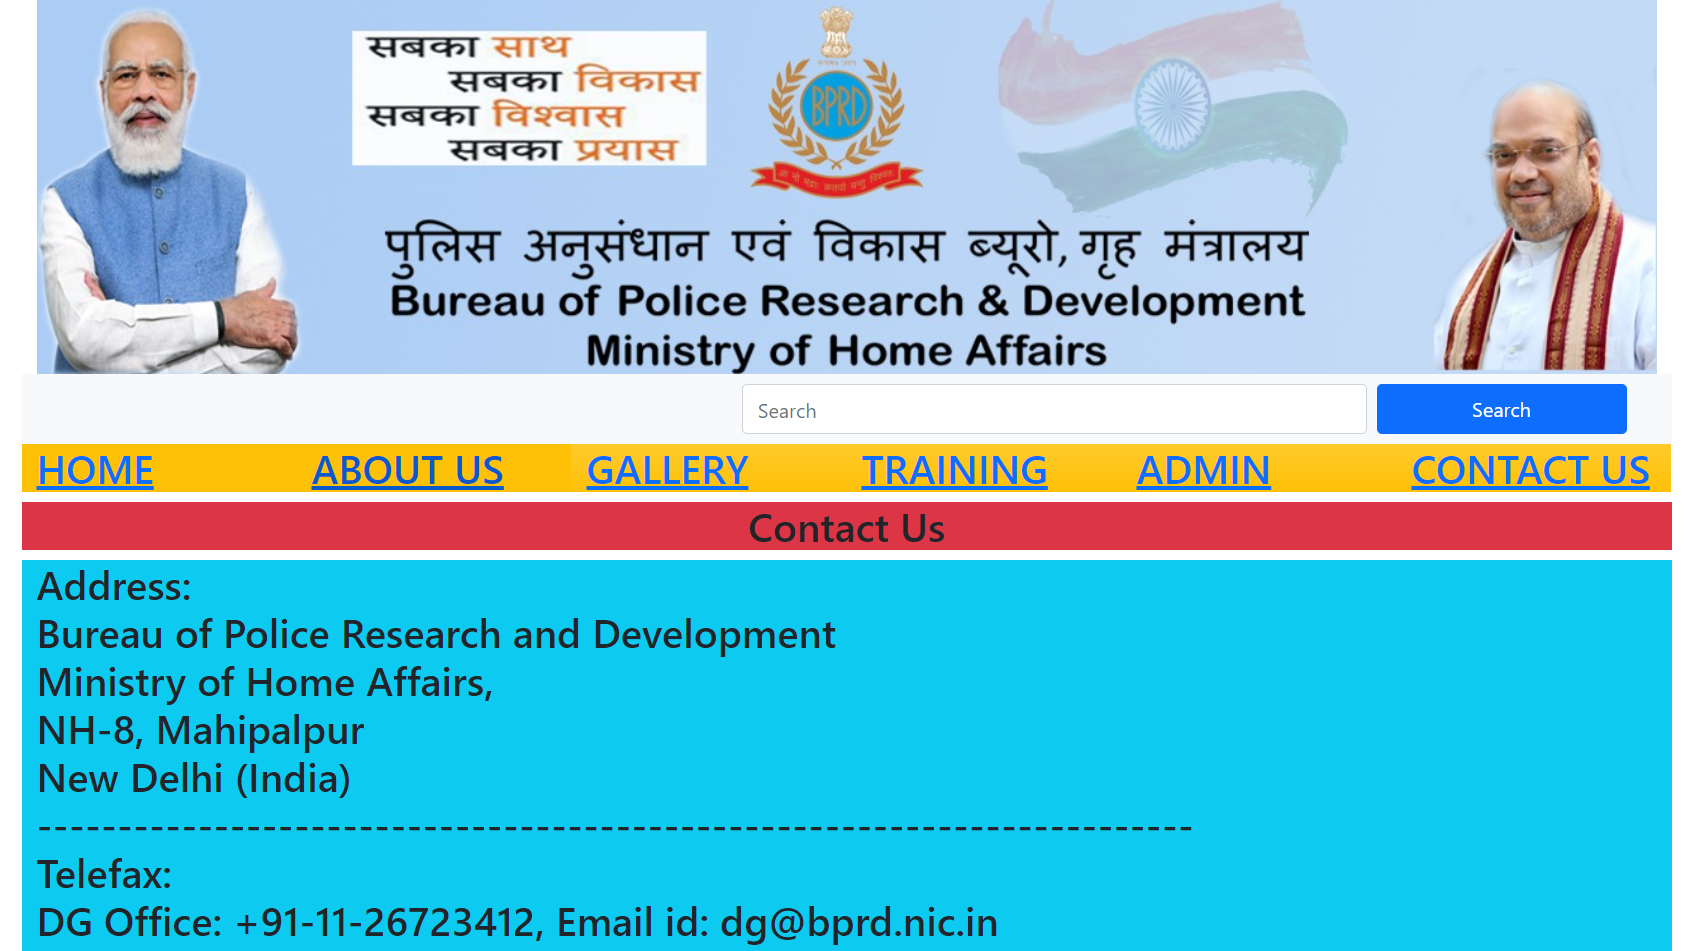 सबका साथ
सबका विकास
सबका विश्वास
सबका प्रयास
BPRD
पुलिस अनुसंधान एवं विकास ब्यूरो, गृह मंत्रालय
Bureau of Police Research & Development
Ministry of Home Affairs
Search Search
HOME ABOUT US GALLERY TRAINING ADMIN CONTACT US
Contact Us
Address:
Bureau of Police Research and Development
Ministry of Home Affairs,
NH-8, Mahipalpur
New Delhi (India)
------------------------------------------------------------------------
Telefax:
DG Office: +91-11-26723412, Email id: dg@bprd.nic.in